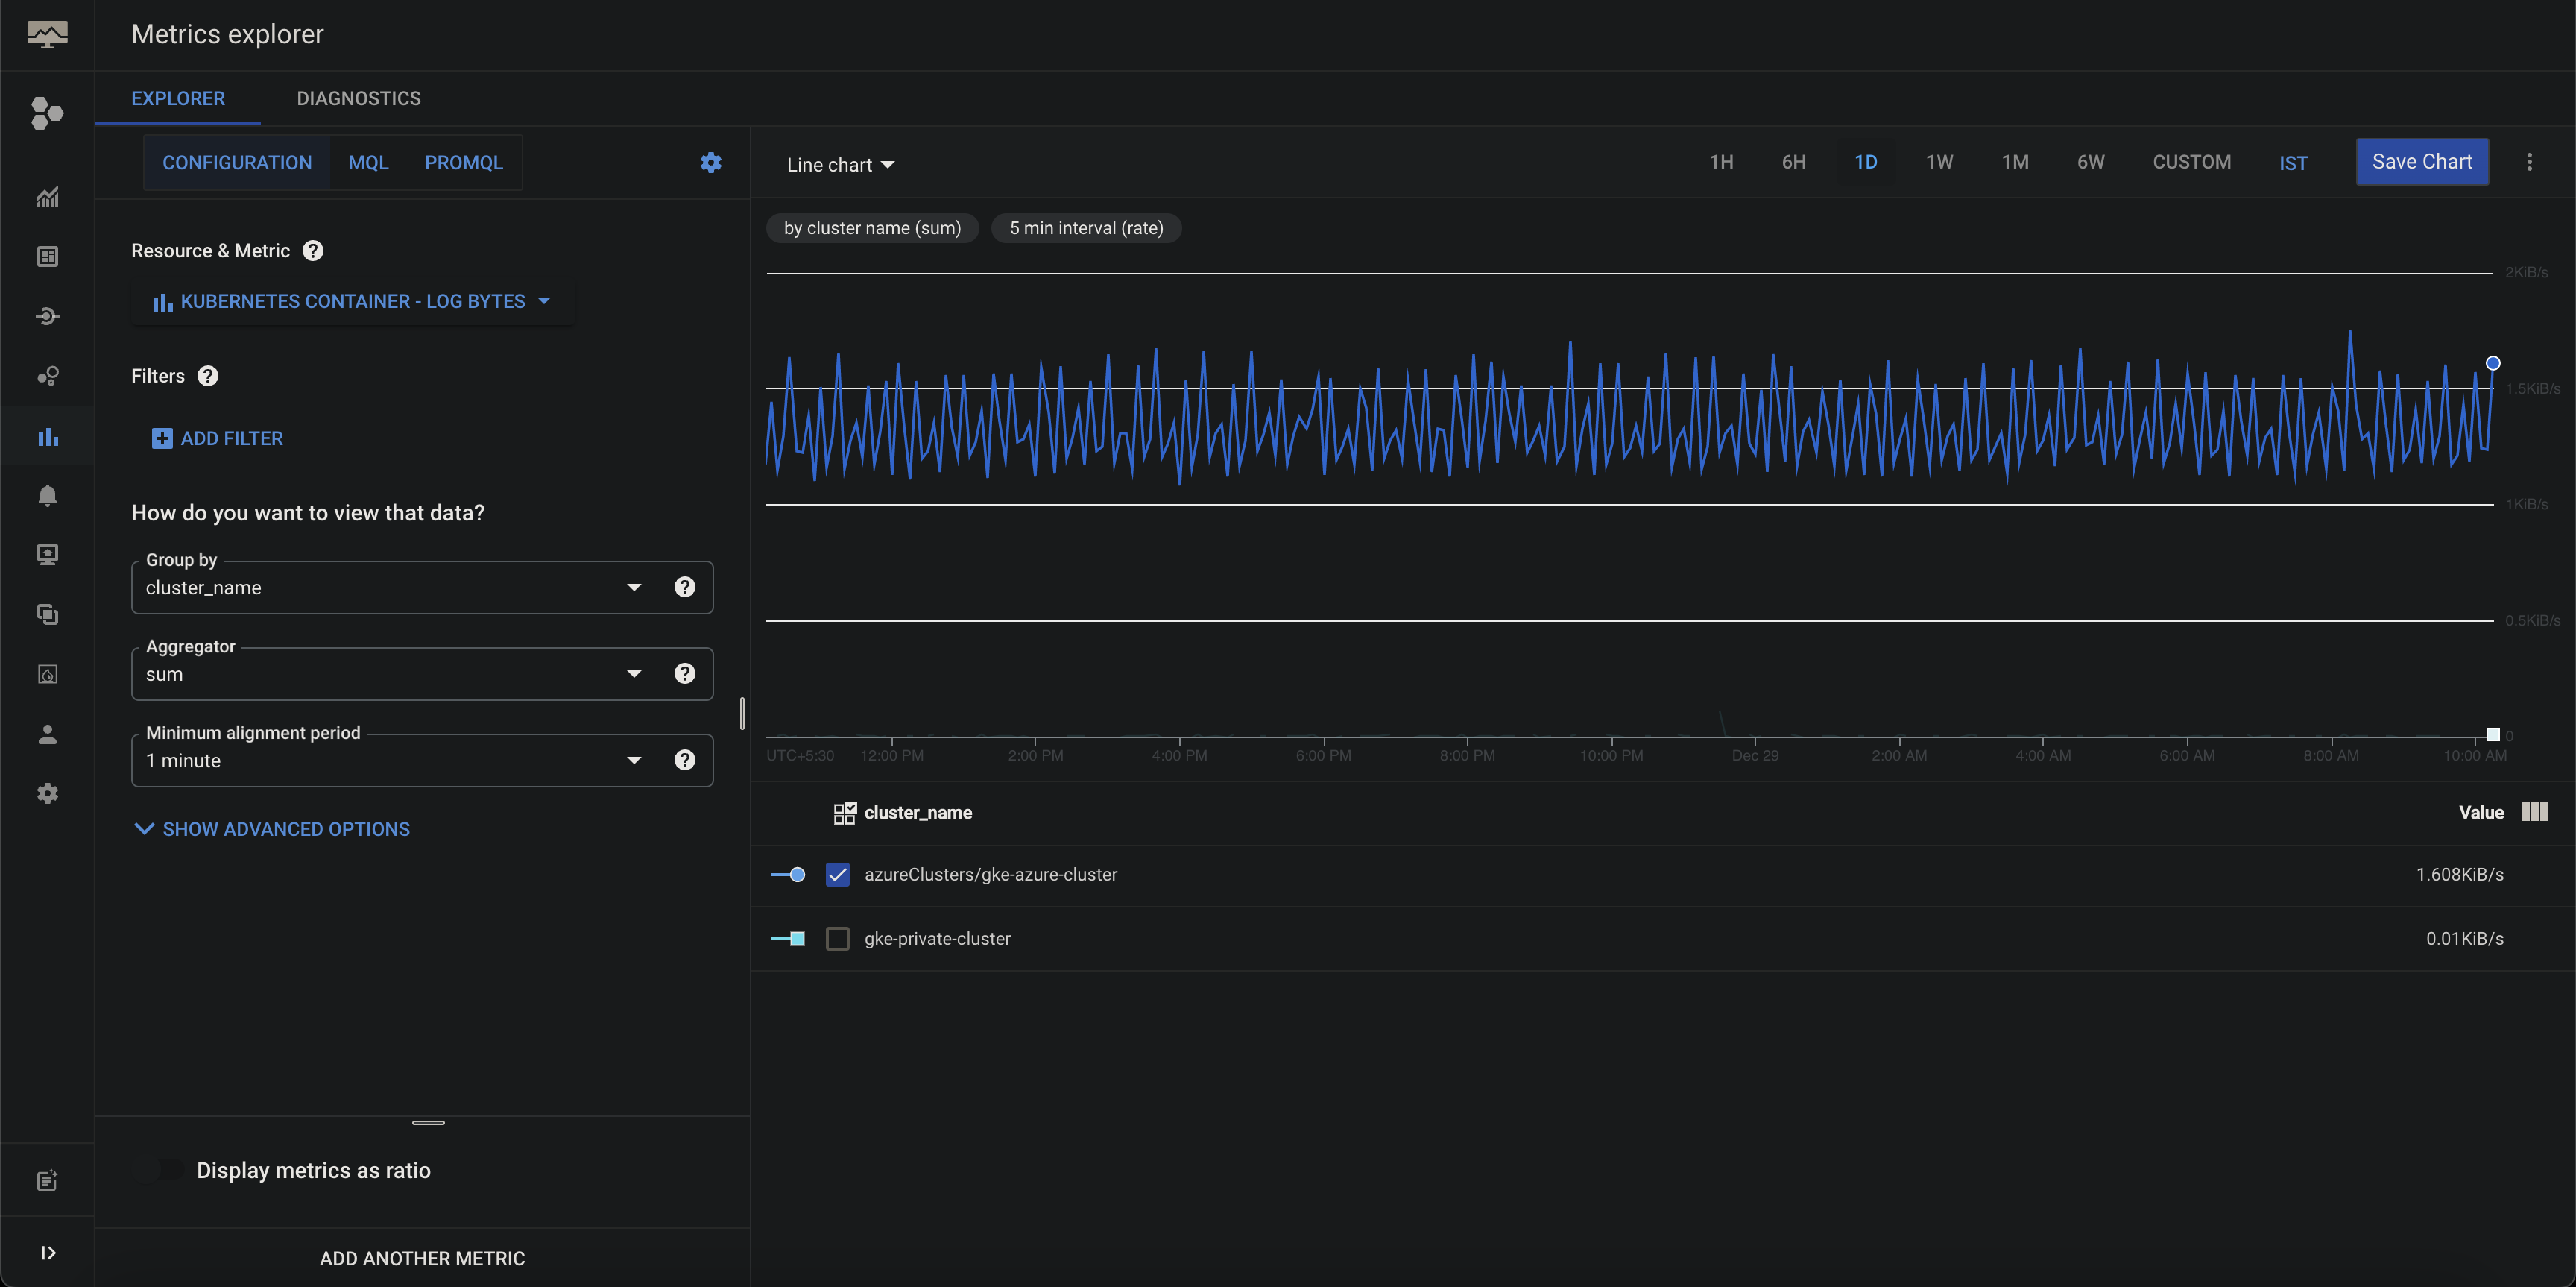 Metrics explorer
EXPLORER
DIAGNOSTICS
CONFIGURATION
MQL
PROMQL
Resource & Metric
KUBERNETES CONTAINER - LOG BYTES
Filters
ADD FILTER
How do you want to view that data?
Group by
cluster_name
Aggregator
sum
Minimum alignment period
1 minute
SHOW ADVANCED OPTIONS
Display metrics as ratio
ADD ANOTHER METRIC
Line chart
1H 6H 1D 1W 1M 6W CUSTOM IST
Save Chart
by cluster name (sum)
5 min interval (rate)
2KiB/s
1.5KiB/s
1KiB/s
0.5KiB/s
0
UTC+5:30 12:00 PM 2:00 PM 4:00 PM 6:00 PM 8:00 PM 10:00 PM Dec 29 2:00 AM 4:00 AM 6:00 AM 8:00 AM 10:00 AM
cluster_name Value
azureClusters/gke-azure-cluster 1.608KiB/s
gke-private-cluster 0.01KiB/s